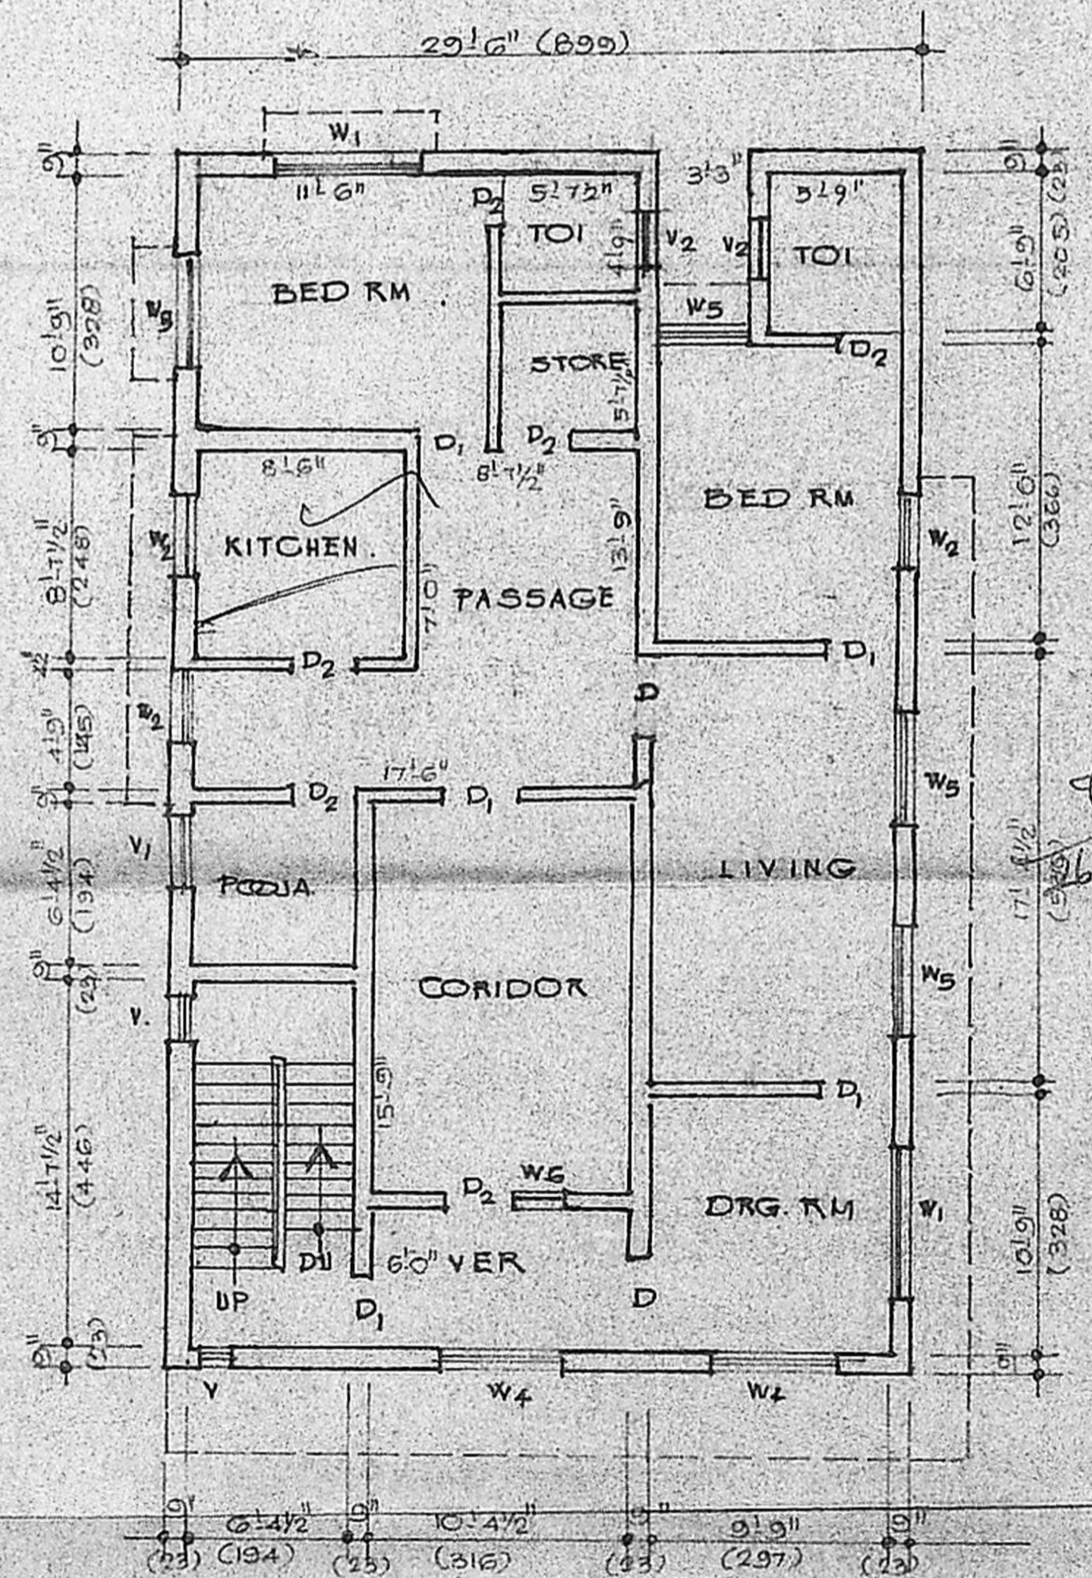 29'-6" (899)
W1
9"
11'-6"
D2
5'-7½"
3'-3"
5'-9"
9"
(23)
TOI
4'-9"
V2
V2
TOI
6'-9"
(205)
BED RM
W3
10'-9"
(328)
W5
STORE
D2
5'-7½"
9"
D1
D2
8'-6"
8'-7½"
BED RM
12'-0"
(366)
W2
KITCHEN
W2
8'-7½"
(248)
13'-9"
PASSAGE
7'-0"
D2
D1
D
W2
4'-9"
(145)
17'-6"
D2
D1
W5
9"
V1
POOJA
6'-4½"
(194)
LIVING
9"
(23)
CORIDOR
W5
V.
15'-9"
D1
14'-7½"
(446)
D2
W6
DRG. RM
W1
10'-9"
(328)
UP
DN
6'-0" VER
D1
D
9"
(23)
9"
V
W4
W4
9"
6'-4½"
9"
10'-4½"
9"
9'-9"
9"
(23)
(194)
(23)
(316)
(23)
(297)
(23)